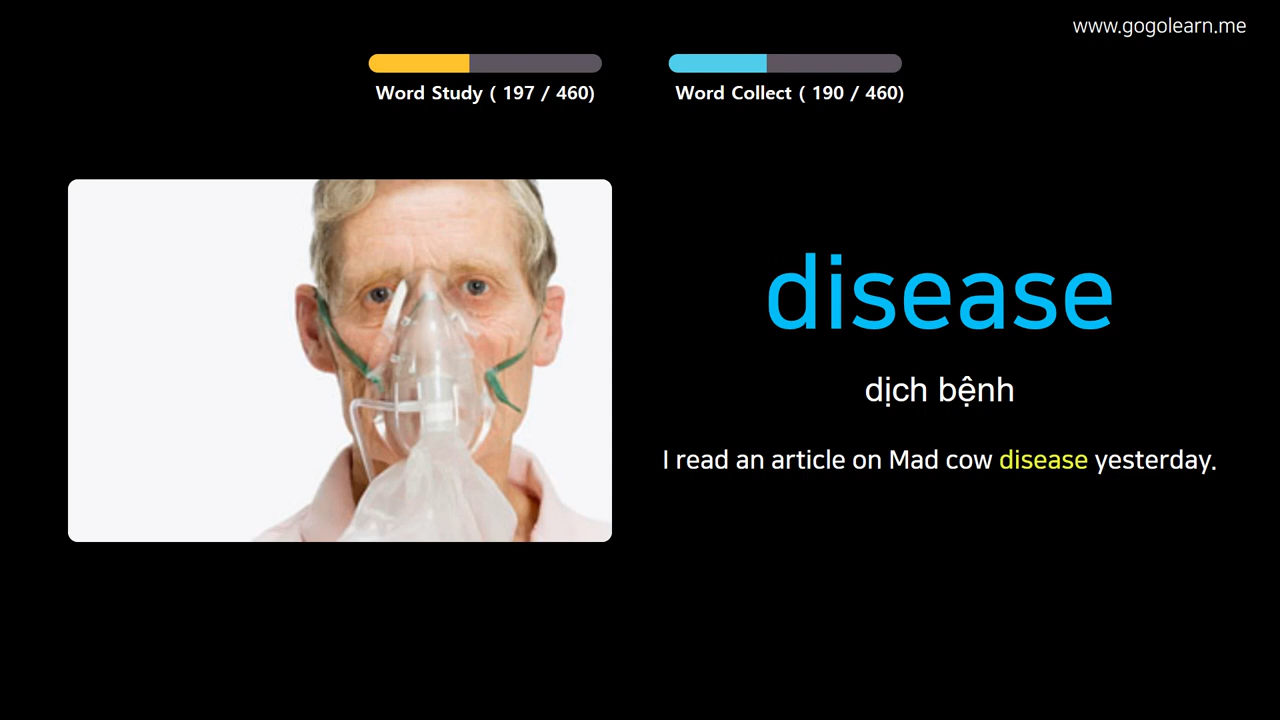 www.gogolearn.me
Word Study ( 197 / 460)
Word Collect ( 190 / 460)
disease
dịch bệnh
I read an article on Mad cow disease yesterday.